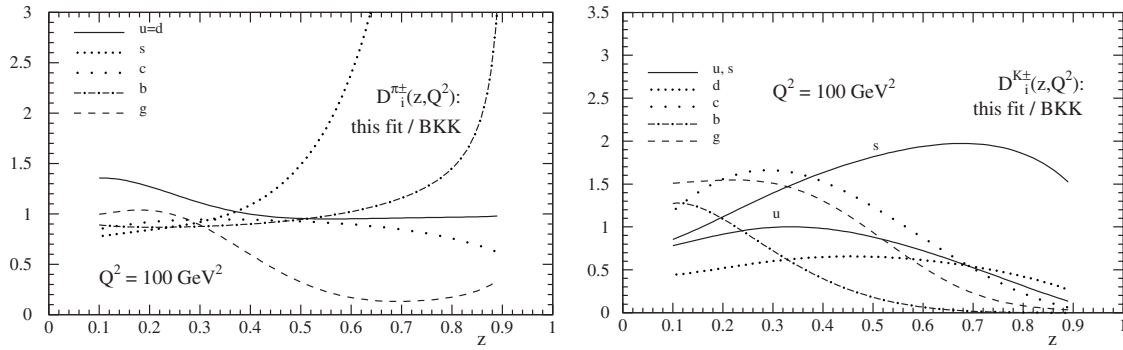 3
2.5
2
1.5
1
0.5
0
0 0.1 0.2 0.3 0.4 0.5 0.6 0.7 0.8 0.9 1
z
u=d
s
c
b
g
D^{π±}_i(z,Q^2):
this fit / BKK
Q^2 = 100 GeV^2
3.5
3
2.5
2
1.5
1
0.5
0
0 0.1 0.2 0.3 0.4 0.5 0.6 0.7 0.8 0.9 1
z
u, s
d
c
b
g
Q^2 = 100 GeV^2
D^{K±}_i(z,Q^2):
this fit / BKK
s
u